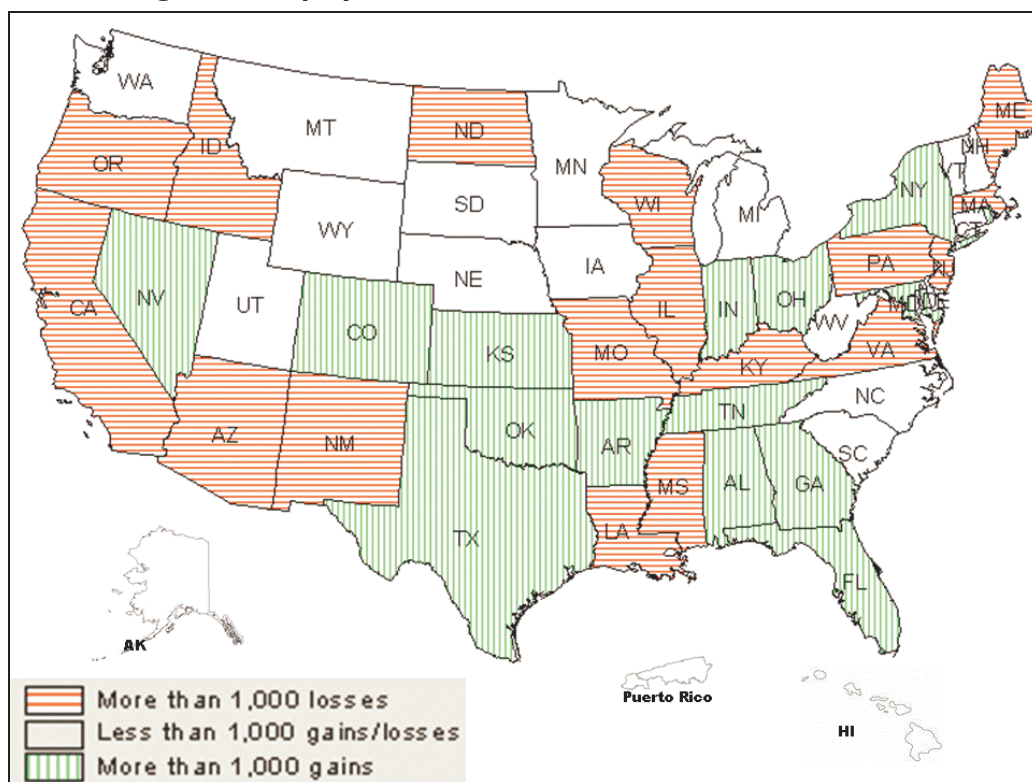 WA
MT
ND
MN
ME
OR
ID
SD
WI
MI
VT
NH
NY
MA
CT
WY
IA
NE
PA
NV
UT
CO
KS
MO
IL
IN
OH
WV
VA
KY
CA
AZ
NM
OK
AR
TN
NC
SC
TX
LA
MS
AL
GA
FL
AK
Puerto Rico
HI
More than 1,000 losses
Less than 1,000 gains/losses
More than 1,000 gains